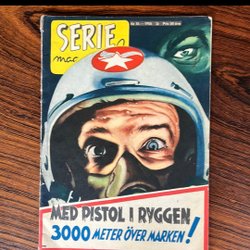 SERIE
MED PISTOL I RYGGEN
3000 METER ÖVER MARKEN!